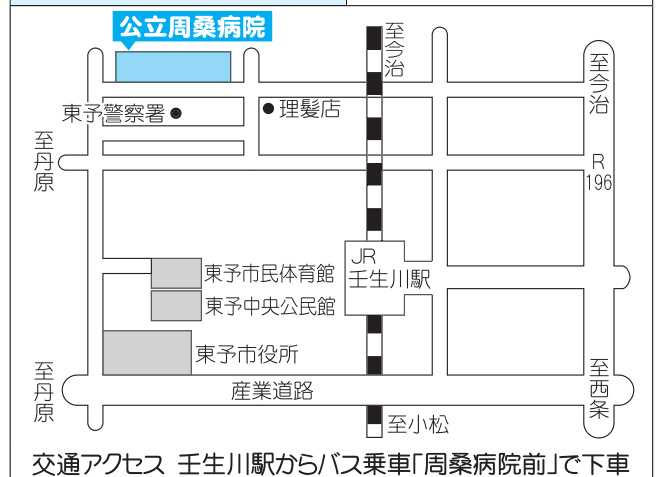 公立周桑病院
至今治
至今治
東予警察署
理髪店
至丹原
R
196
JR
壬生川駅
東予市民体育館
東予中央公民館
東予市役所
至丹原
産業道路
至西条
至小松
交通アクセス 壬生川駅からバス乗車「周桑病院前」で下車